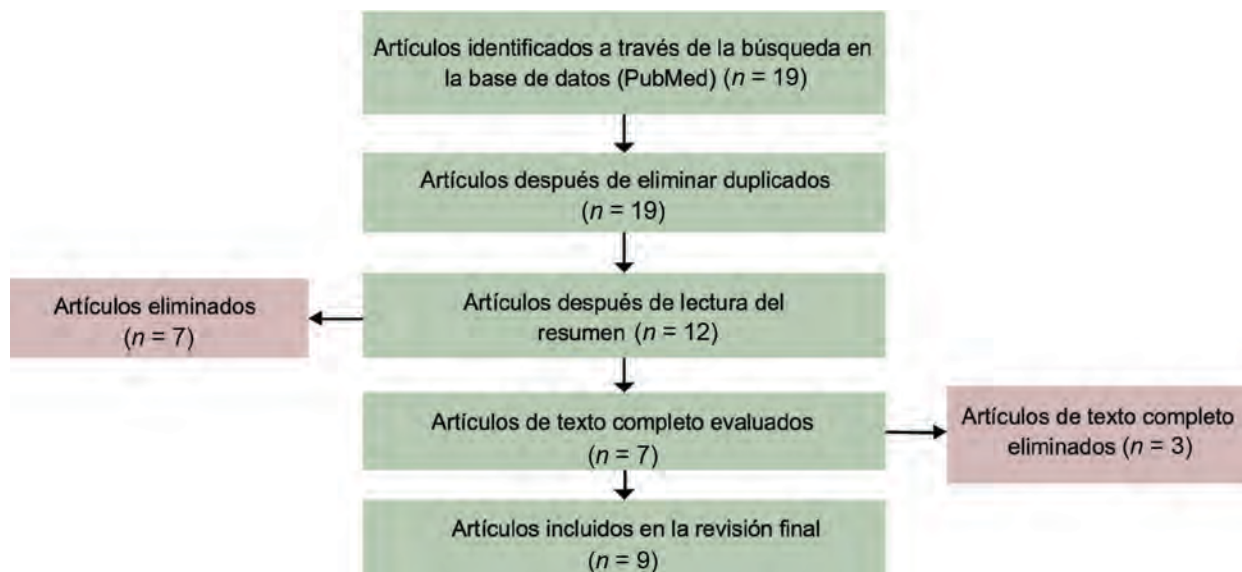 Artículos identificados a través de la búsqueda en
la base de datos (PubMed) (n = 19)
Artículos después de eliminar duplicados
(n = 19)
Artículos eliminados
(n = 7)
Artículos después de lectura del
resumen (n = 12)
Artículos de texto completo evaluados
(n = 7)
Artículos de texto completo
eliminados (n = 3)
Artículos incluidos en la revisión final
(n = 9)